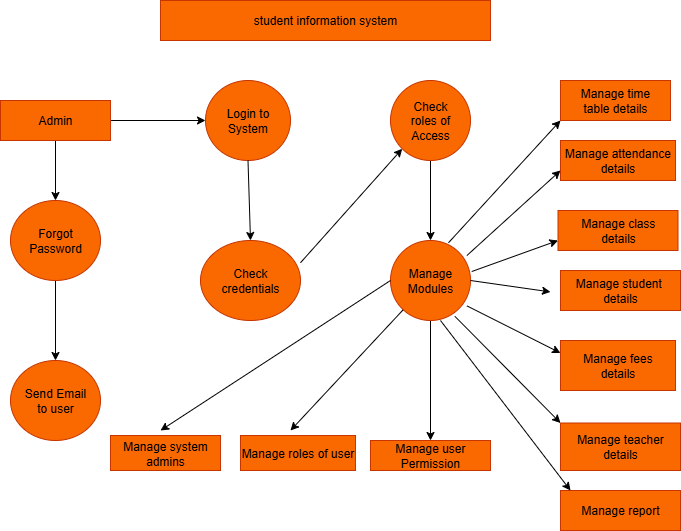 student information system
Admin
Login to
System
Check
roles of
Access
Manage time
table details
Manage attendance
details
Forgot
Password
Check
credentials
Manage
Modules
Manage class
details
Manage student
details
Manage fees
details
Send Email
to user
Manage system
admins
Manage roles of user
Manage user
Permission
Manage teacher
details
Manage report